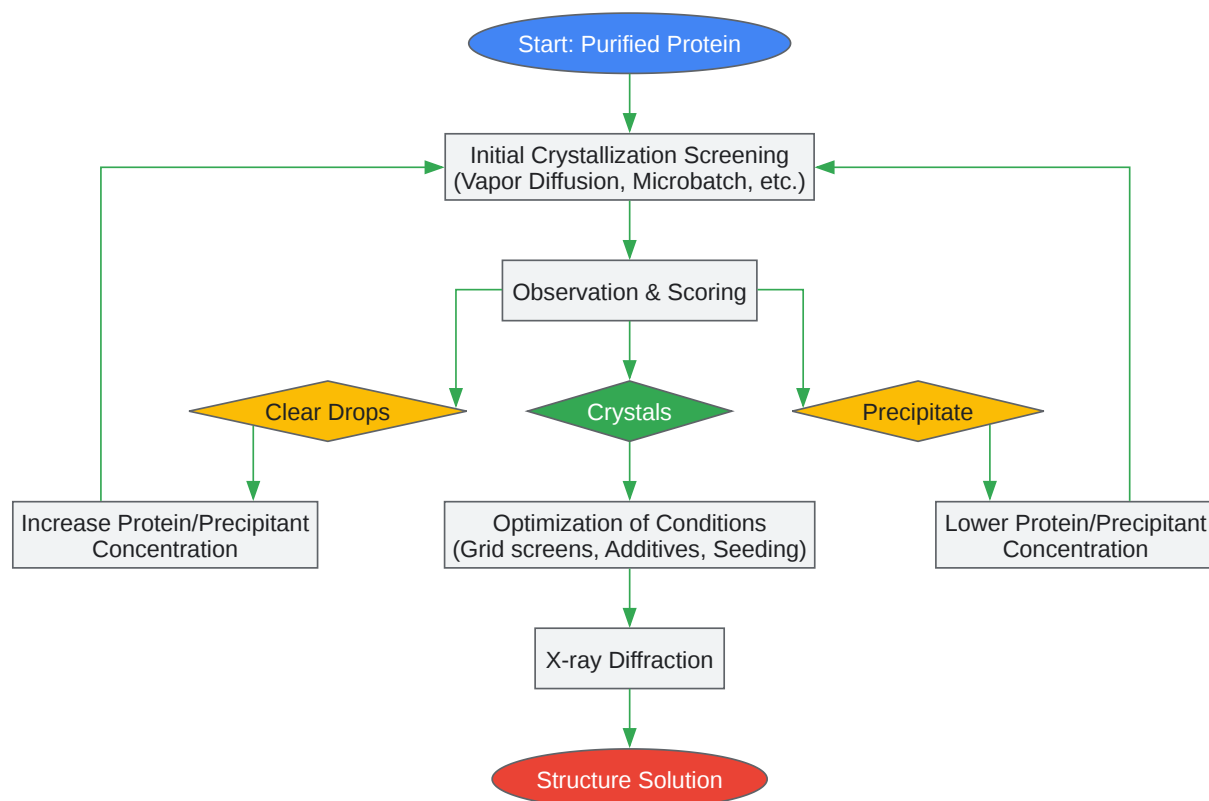 Start: Purified Protein
Initial Crystallization Screening
(Vapor Diffusion, Microbatch, etc.)
Observation & Scoring
Clear Drops
Crystals
Precipitate
Increase Protein/Precipitant
Concentration
Optimization of Conditions
(Grid screens, Additives, Seeding)
Lower Protein/Precipitant
Concentration
X-ray Diffraction
Structure Solution